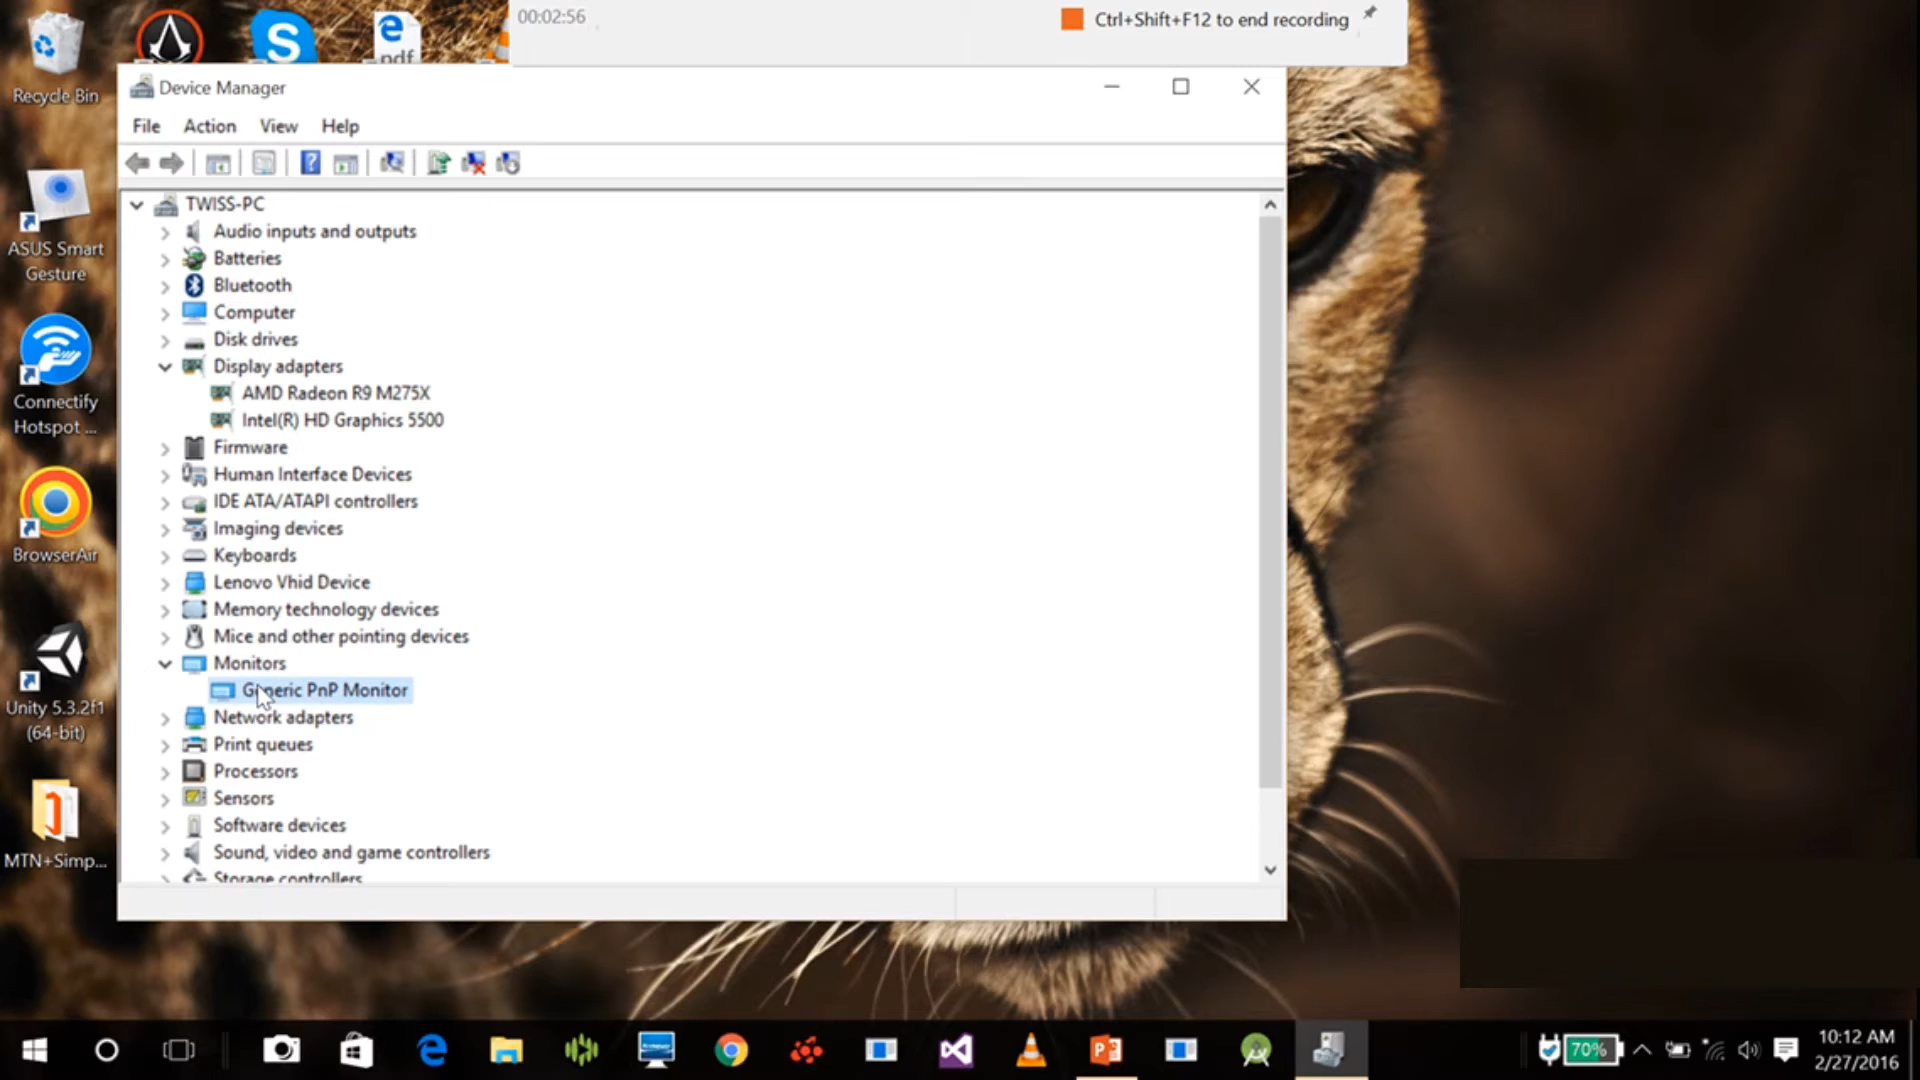 00:02:56
Ctrl+Shift+F12 to end recording
pdf
Recycle Bin
Device Manager
File Action View Help
TWISS-PC
Audio inputs and outputs
Batteries
Bluetooth
Computer
Disk drives
Display adapters
AMD Radeon R9 M275X
Intel(R) HD Graphics 5500
Firmware
Human Interface Devices
IDE ATA/ATAPI controllers
Imaging devices
Keyboards
Lenovo Vhid Device
Memory technology devices
Mice and other pointing devices
Monitors
Generic PnP Monitor
Network adapters
Print queues
Processors
Sensors
Software devices
Sound, video and game controllers
Storage controllers
ASUS Smart
Gesture
Connectify
Hotspot ...
BrowserAir
Unity 5.3.2f1
(64-bit)
MTN+Simp...
70%
10:12 AM
2/27/2016